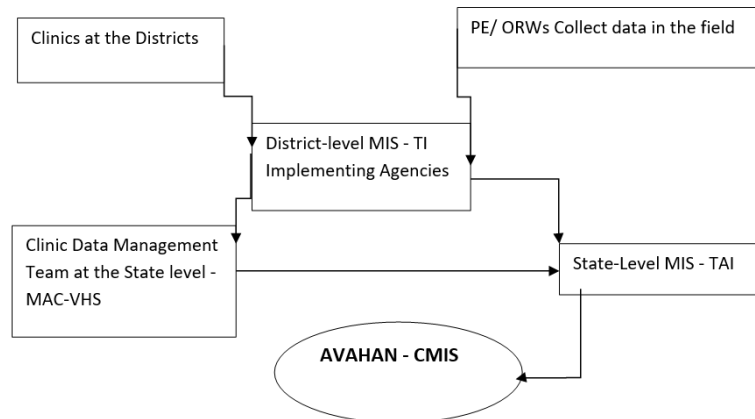 Clinics at the Districts
PE/ ORWs Collect data in the field
District-level MIS - TI
Implementing Agencies
Clinic Data Management
Team at the State level -
MAC-VHS
State-Level MIS - TAI
AVAHAN - CMIS